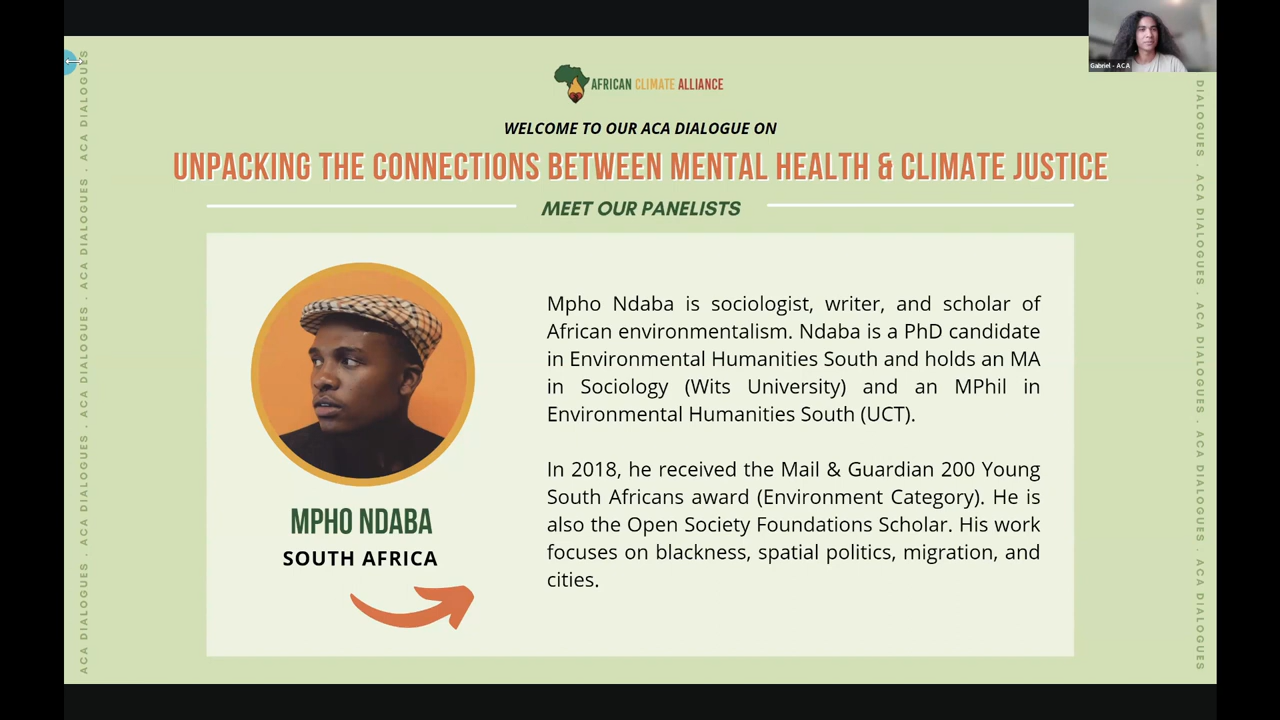 AFRICAN CLIMATE ALLIANCE
WELCOME TO OUR ACA DIALOGUE ON
UNPACKING THE CONNECTIONS BETWEEN MENTAL HEALTH & CLIMATE JUSTICE
MEET OUR PANELISTS
Gabriel - ACA
ACA DIALOGUES . ACA DIALOGUES . ACA DIALOGUES . ACA DIALOGUES . ACA DIALOGUES
MPHO NDABA
SOUTH AFRICA
Mpho Ndaba is sociologist, writer, and scholar of
African environmentalism. Ndaba is a PhD candidate
in Environmental Humanities South and holds an MA
in Sociology (Wits University) and an MPhil in
Environmental Humanities South (UCT).
In 2018, he received the Mail & Guardian 200 Young
South Africans award (Environment Category). He is
also the Open Society Foundations Scholar. His work
focuses on blackness, spatial politics, migration, and
cities.
DIALOGUES . ACA DIALOGUES . ACA DIALOGUES . ACA DIALOGUES . ACA DIALOGUES